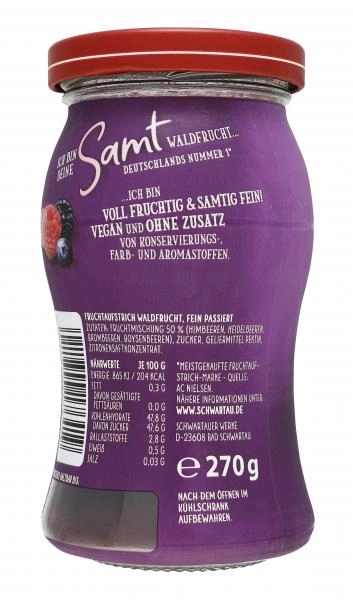 ICH BIN
DEINE
Samt
WALDFRUCHT...
DEUTSCHLANDS NUMMER 1*
...ICH BIN
VOLL FRUCHTIG & SAMTIG FEIN!
VEGAN UND OHNE ZUSATZ
VON KONSERVIERUNGS-,
FARB- UND AROMASTOFFEN.
FRUCHTAUFSTRICH WALDFRUCHT, FEIN PASSIERT
ZUTATEN: FRUCHTMISCHUNG 50 % (HIMBEEREN, HEIDELBEEREN,
BROMBEEREN, BOYSENBEEREN), ZUCKER, GELIERMITTEL PEKTIN,
ZITRONENSAFTKONZENTRAT.
NÄHRWERTE JE 100 G
ENERGIE 865 KJ / 204 KCAL
FETT 0,3 G
DAVON GESÄTTIGTE
FETTSÄUREN 0,0 G
KOHLENHYDRATE 47,8 G
DAVON ZUCKER 47,6 G
BALLASTSTOFFE 2,8 G
EIWEIß 0,5 G
SALZ 0,03 G
*MEISTGEKAUFTE FRUCHTAUF-
STRICH-MARKE - QUELLE:
AC NIELSEN.
NÄHERE INFORMATIONEN UNTER
WWW.SCHWARTAU.DE
SCHWARTAUER WERKE
D-23608 BAD SCHWARTAU
e 270 g
NACH DEM ÖFFNEN IM
KÜHLSCHRANK
AUFBEWAHREN.